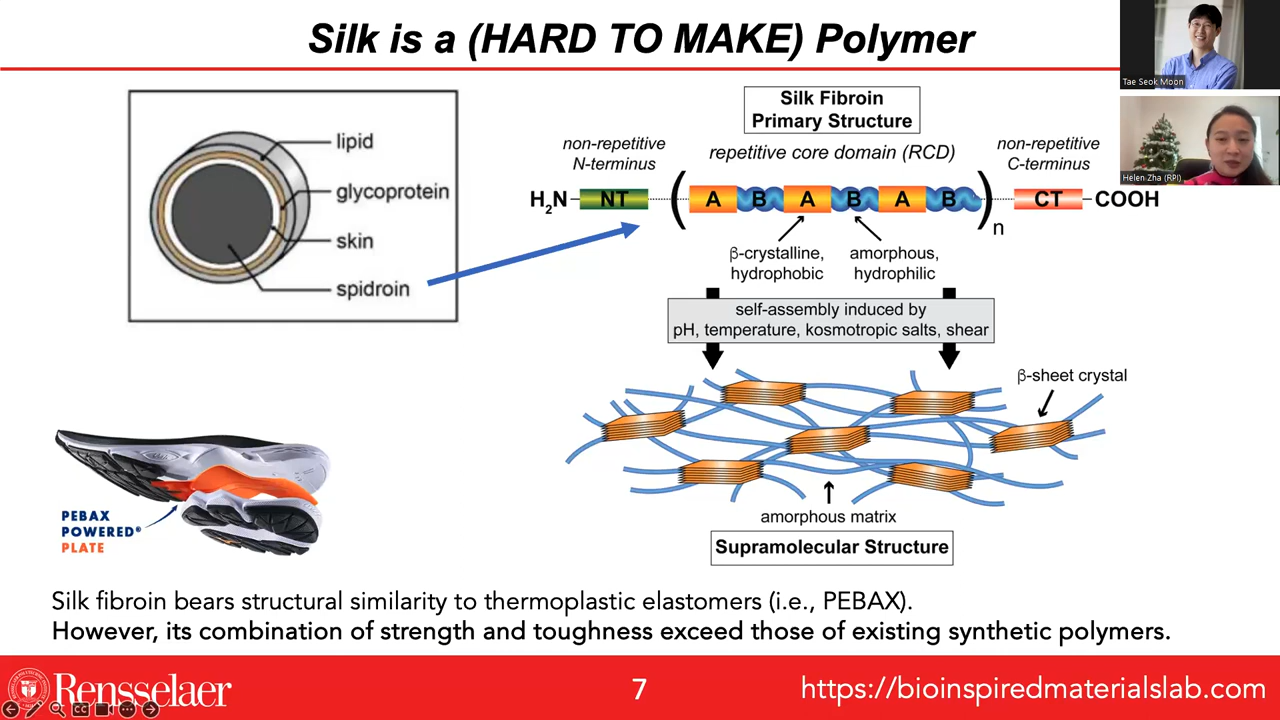 Silk is a (HARD TO MAKE) Polymer
Tae Seok Moon
Helen Zha (RPI)
lipid
glycoprotein
skin
spidroin
Silk Fibroin
Primary Structure
non-repetitive
N-terminus
repetitive core domain (RCD)
non-repetitive
C-terminus
H₂N NT ( A B A B A B )n CT COOH
β-crystalline,
hydrophobic
amorphous,
hydrophilic
self-assembly induced by
pH, temperature, kosmotropic salts, shear
β-sheet crystal
amorphous matrix
Supramolecular Structure
PEBAX
POWERED®
PLATE
Silk fibroin bears structural similarity to thermoplastic elastomers (i.e., PEBAX).
However, its combination of strength and toughness exceed those of existing synthetic polymers.
Rensselaer
7
https://bioinspiredmaterialslab.com
CC